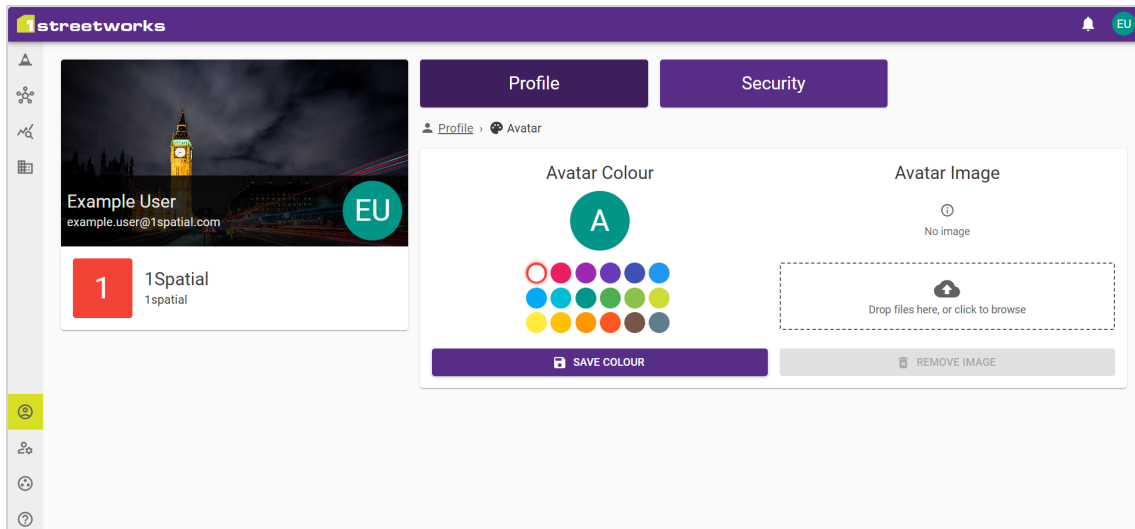 1streetworks
EU
Profile
Security
Profile › Avatar
Example User
example.user@1spatial.com
EU
1
1Spatial
1spatial
Avatar Colour
A
SAVE COLOUR
Avatar Image
No image
Drop files here, or click to browse
REMOVE IMAGE